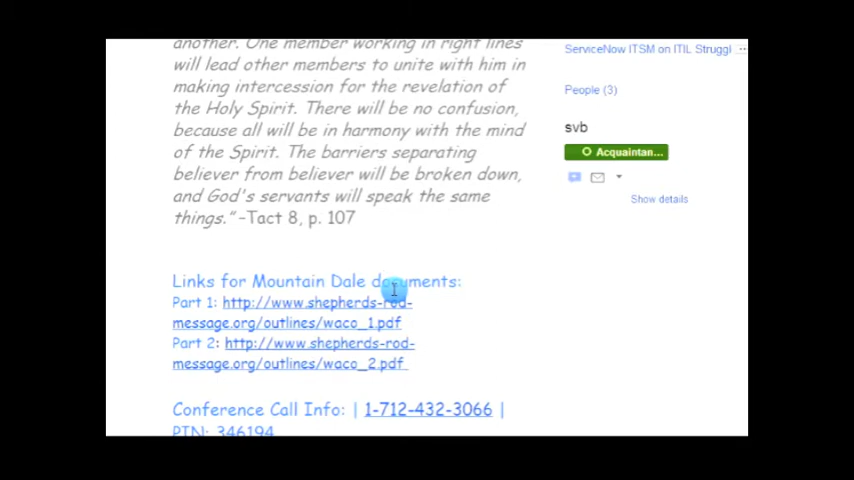 another. One member working in right lines
will lead other members to unite with him in
making intercession for the revelation of
the Holy Spirit. There will be no confusion,
because all will be in harmony with the mind
of the Spirit. The barriers separating
believer from believer will be broken down,
and God's servants will speak the same
things." –Tact 8, p. 107
Links for Mountain Dale documents:
Part 1: http://www.shepherds-rod-
message.org/outlines/waco_1.pdf
Part 2: http://www.shepherds-rod-
message.org/outlines/waco_2.pdf
Conference Call Info: | 1-712-432-3066 |
PIN: 346194
ServiceNow ITSM on ITIL Struggl ...
People (3)
svb
Acquaintan...
Show details